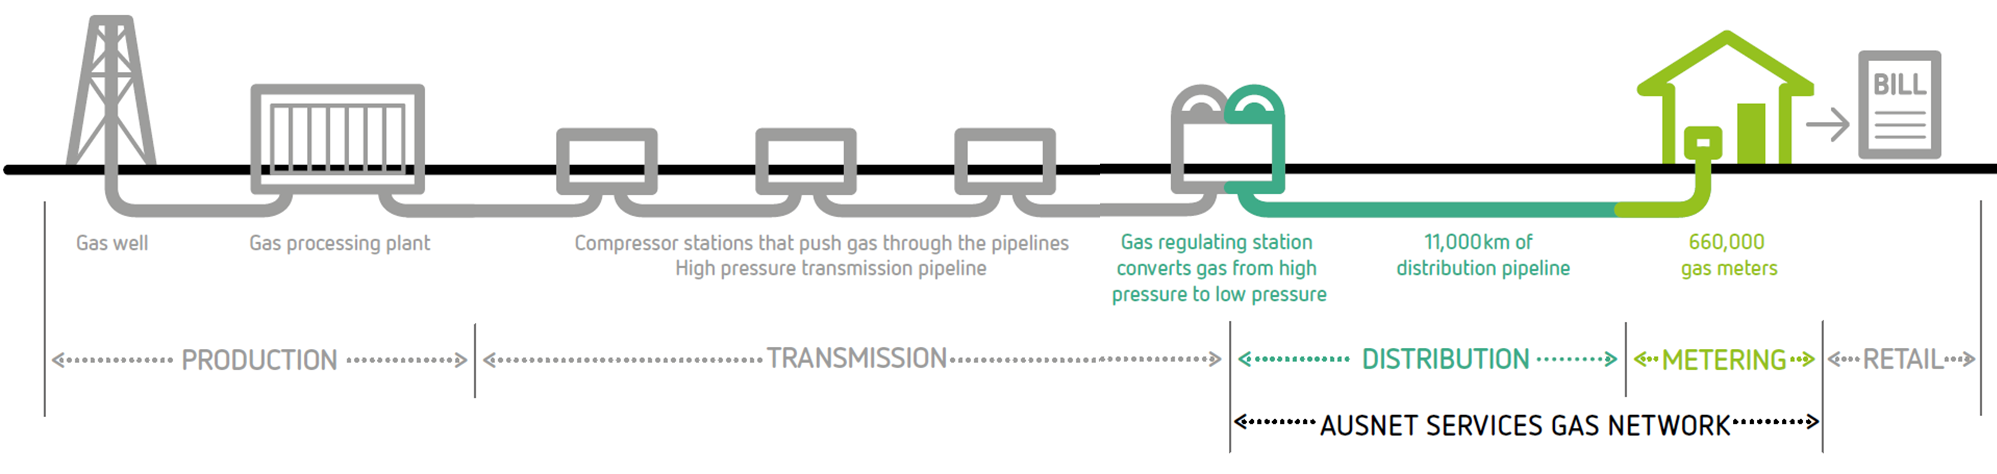 BILL
Gas well
Gas processing plant
Compressor stations that push gas through the pipelines
High pressure transmission pipeline
Gas regulating station
converts gas from high
pressure to low pressure
11,000km of
distribution pipeline
660,000
gas meters
PRODUCTION
TRANSMISSION
DISTRIBUTION
METERING
RETAIL
AUSNET SERVICES GAS NETWORK